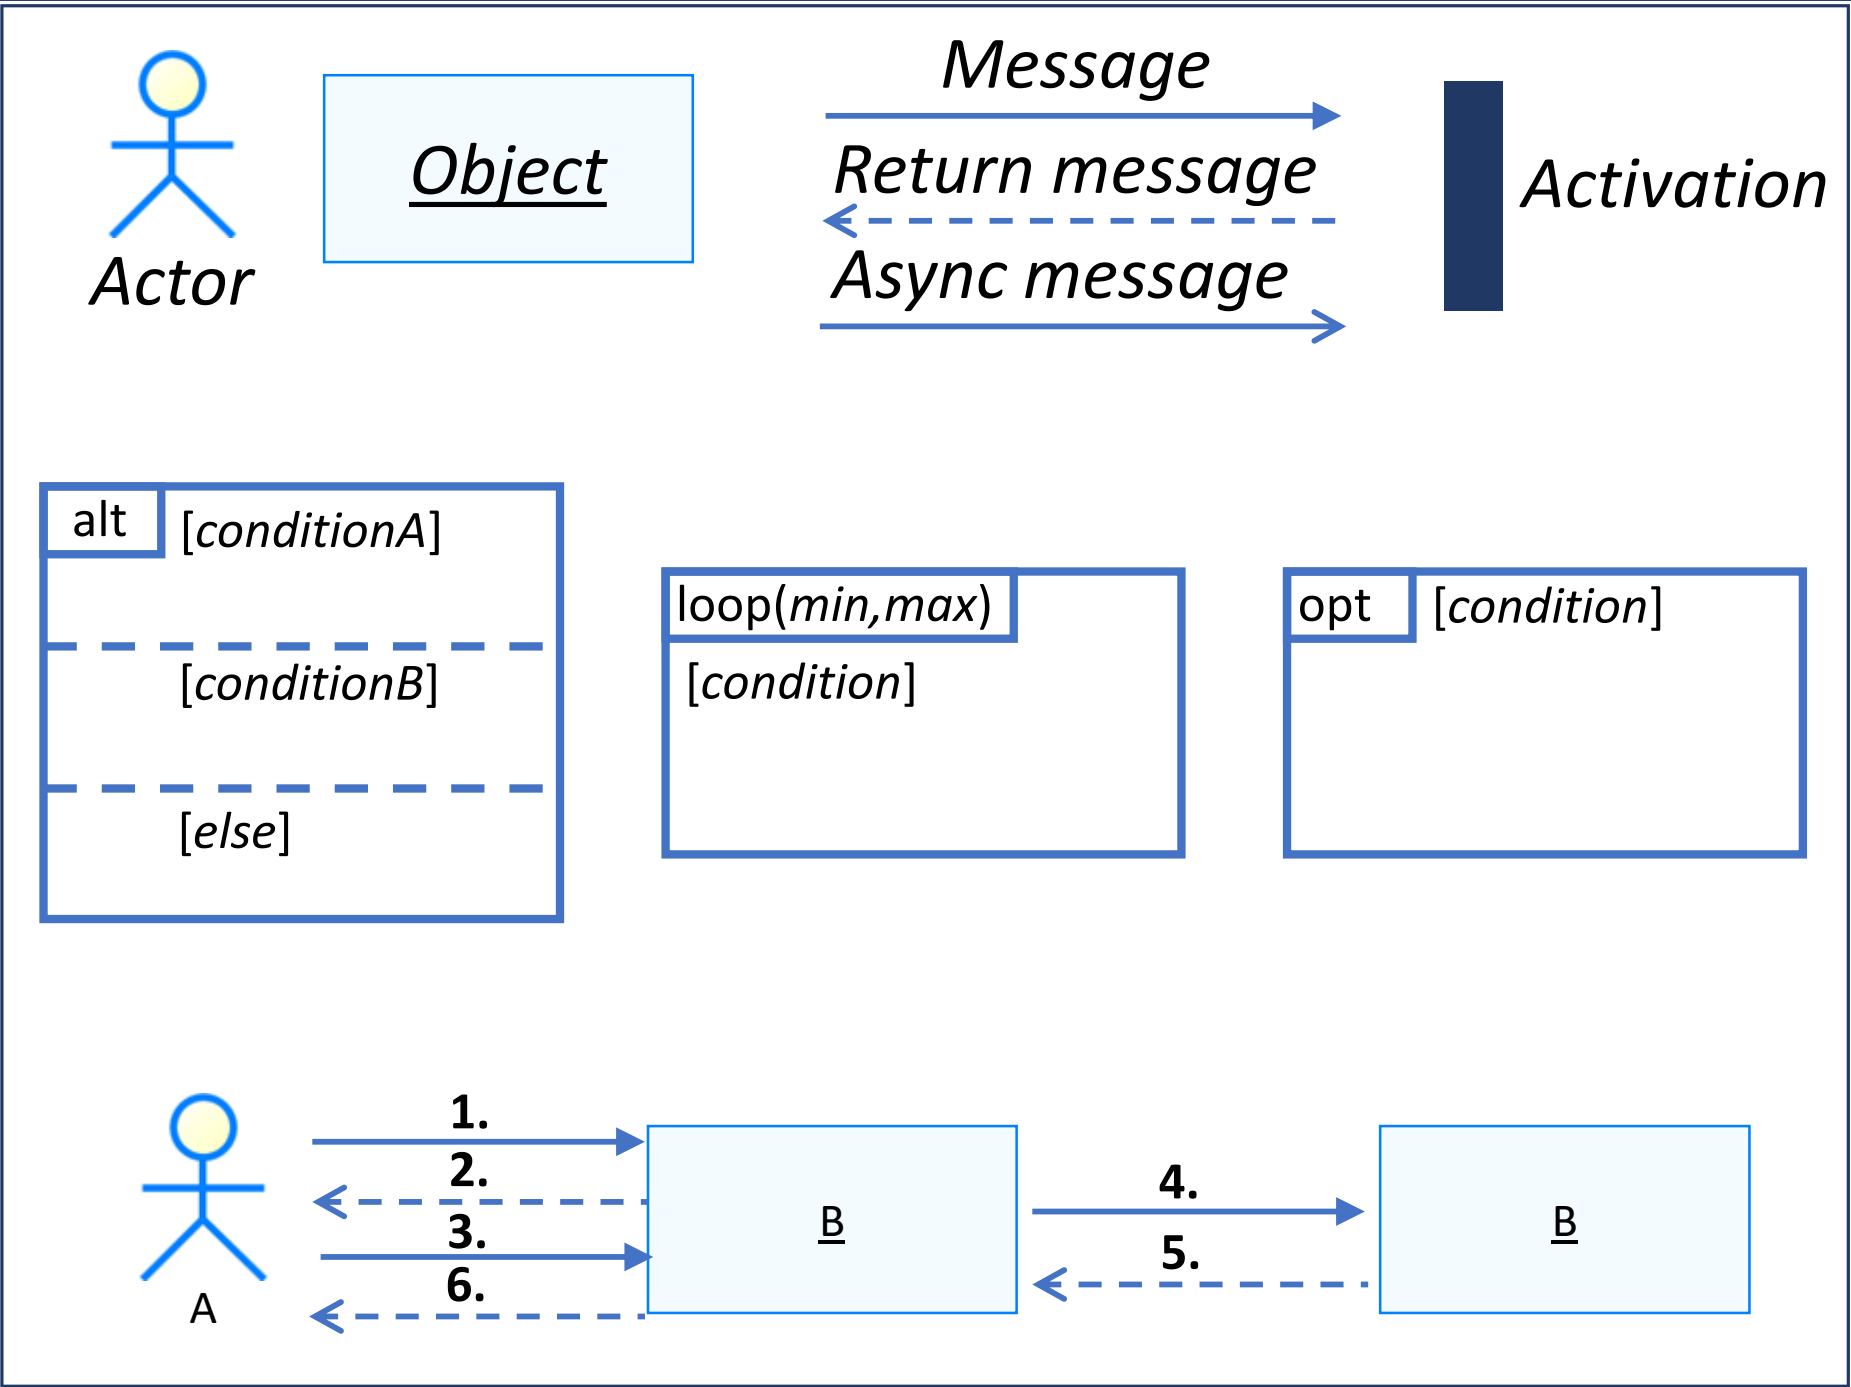 Message
Object
Return message
Activation
Actor
Async message
alt
[conditionA]
[conditionB]
[else]
loop(min,max)
[condition]
opt
[condition]
1.
2.
3.
6.
A
B
4.
5.
B